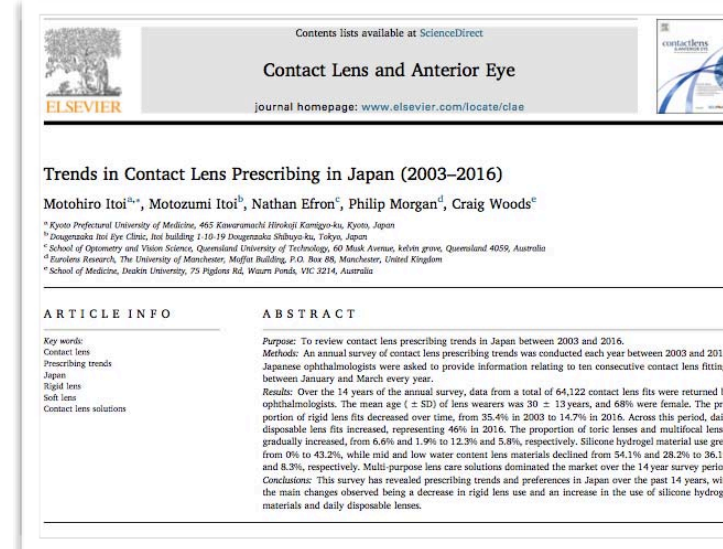 Contents lists available at ScienceDirect
contactlens
Contact Lens and Anterior Eye
ELSEVIER
journal homepage: www.elsevier.com/locate/clae
Trends in Contact Lens Prescribing in Japan (2003–2016)
Motohiro Itoiᵃ,*, Motozumi Itoiᵇ, Nathan Efronᶜ, Philip Morganᵈ, Craig Woodsᵉ
ᵃ Kyoto Prefectural University of Medicine, 465 Kawaramachi Hirokoji Kamigyo-ku, Kyoto, Japan
ᵇ Dougenzaka Itoi Eye Clinic, Itoi building 1-10-19 Dougenzaka Shibuya-ku, Tokyo, Japan
ᶜ School of Optometry and Vision Science, Queensland University of Technology, 60 Musk Avenue, kelvin grove, Queensland 4059, Australia
ᵈ Eurolens Research, The University of Manchester, Moffat Building, P.O. Box 88, Manchester, United Kingdom
ᵉ School of Medicine, Deakin University, 75 Pigdons Rd, Waurn Ponds, VIC 3214, Australia
ARTICLE INFO
Key words:
Contact lens
Prescribing trends
Japan
Rigid lens
Soft lens
Contact lens solutions
ABSTRACT
Purpose: To review contact lens prescribing trends in Japan between 2003 and 2016.
Methods: An annual survey of contact lens prescribing trends was conducted each year between 2003 and 201
Japanese ophthalmologists were asked to provide information relating to ten consecutive contact lens fitting
between January and March every year.
Results: Over the 14 years of the annual survey, data from a total of 64,122 contact lens fits were returned b
ophthalmologists. The mean age ( ± SD) of lens wearers was 30 ± 13 years, and 68% were female. The pr
portion of rigid lens fits decreased over time, from 35.4% in 2003 to 14.7% in 2016. Across this period, dai
disposable lens fits increased, representing 46% in 2016. The proportion of toric lenses and multifocal lens
gradually increased, from 6.6% and 1.9% to 12.3% and 5.8%, respectively. Silicone hydrogel material use gre
from 0% to 43.2%, while mid and low water content lens materials declined from 54.1% and 28.2% to 36.1
and 8.3%, respectively. Multi-purpose lens care solutions dominated the market over the 14 year survey perio
Conclusions: This survey has revealed prescribing trends and preferences in Japan over the past 14 years, wi
the main changes observed being a decrease in rigid lens use and an increase in the use of silicone hydrog
materials and daily disposable lenses.